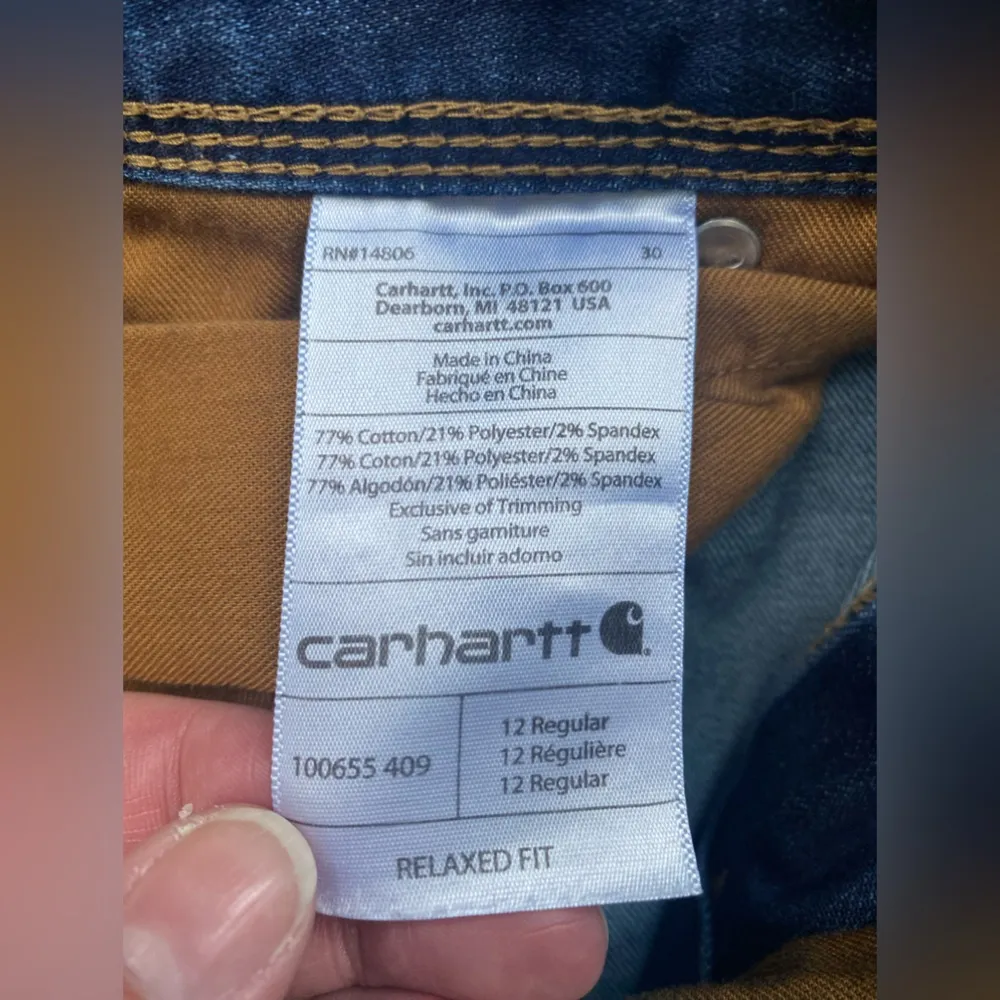 RN#14806 30
Carhartt, Inc. P.O. Box 600
Dearborn, MI 48121 USA
carhartt.com
Made in China
Fabriqué en Chine
Hecho en China
77% Cotton/21% Polyester/2% Spandex
77% Coton/21% Polyester/2% Spandex
77% Algodón/21% Poliéster/2% Spandex
Exclusive of Trimming
Sans garniture
Sin incluir adorno
carhartt
100655 409
12 Regular
12 Régulière
12 Regular
RELAXED FIT